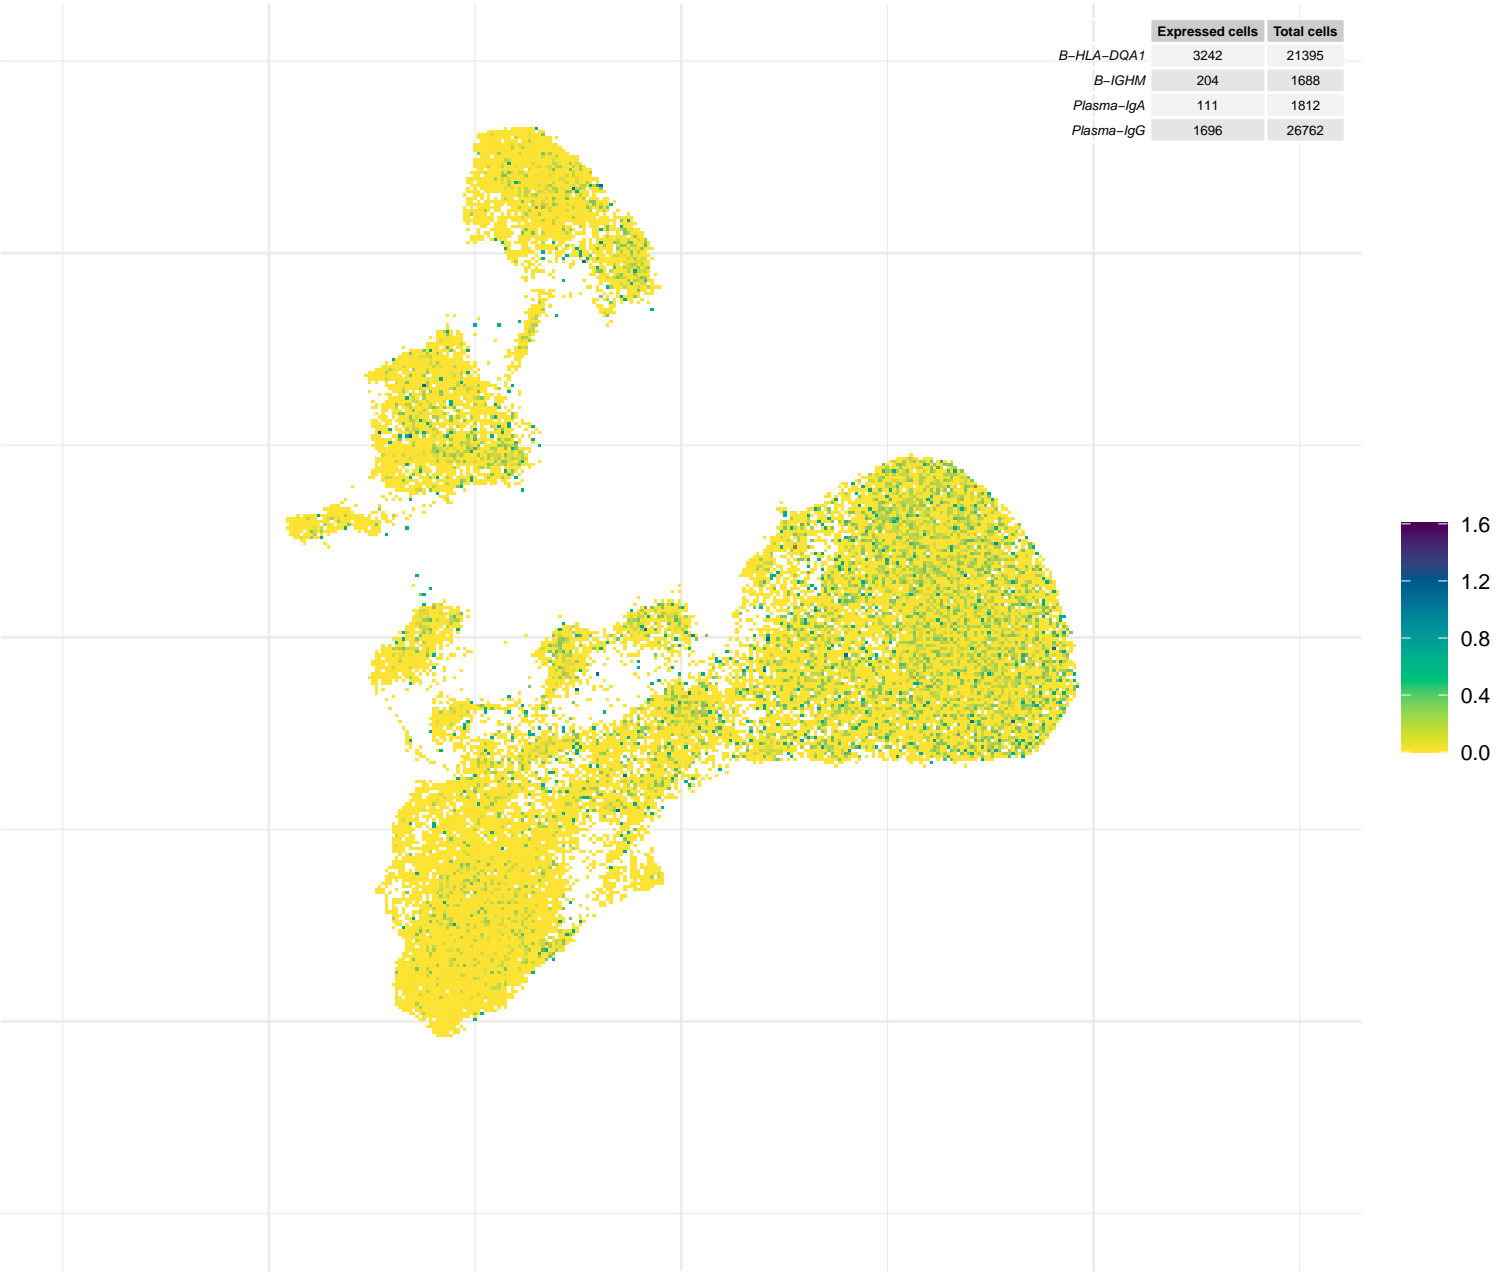 Expressed cells Total cells
B−HLA−DQA1 3242 21395
B−IGHM 204 1688
Plasma−IgA 111 1812
Plasma−IgG 1696 26762
1.6
1.2
0.8
0.4
0.0